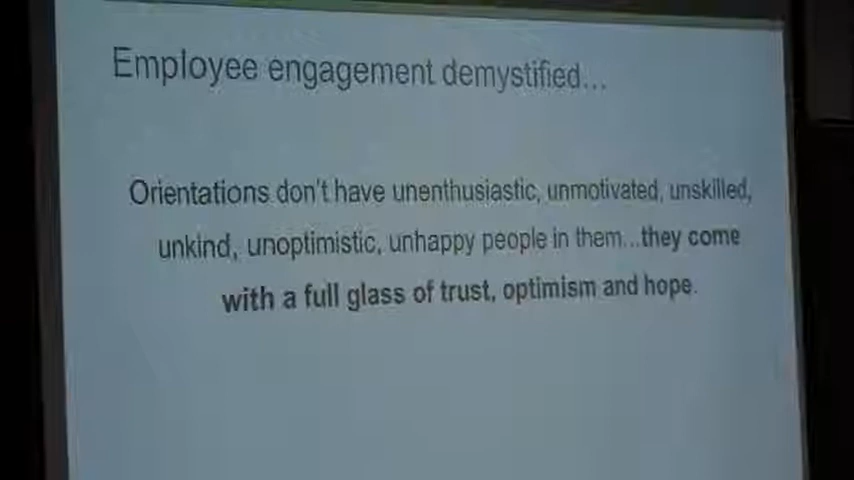 Employee engagement demystified...
Orientations don't have unenthusiastic, unmotivated, unskilled,
unkind, unoptimistic, unhappy people in them...they come
with a full glass of trust, optimism and hope.